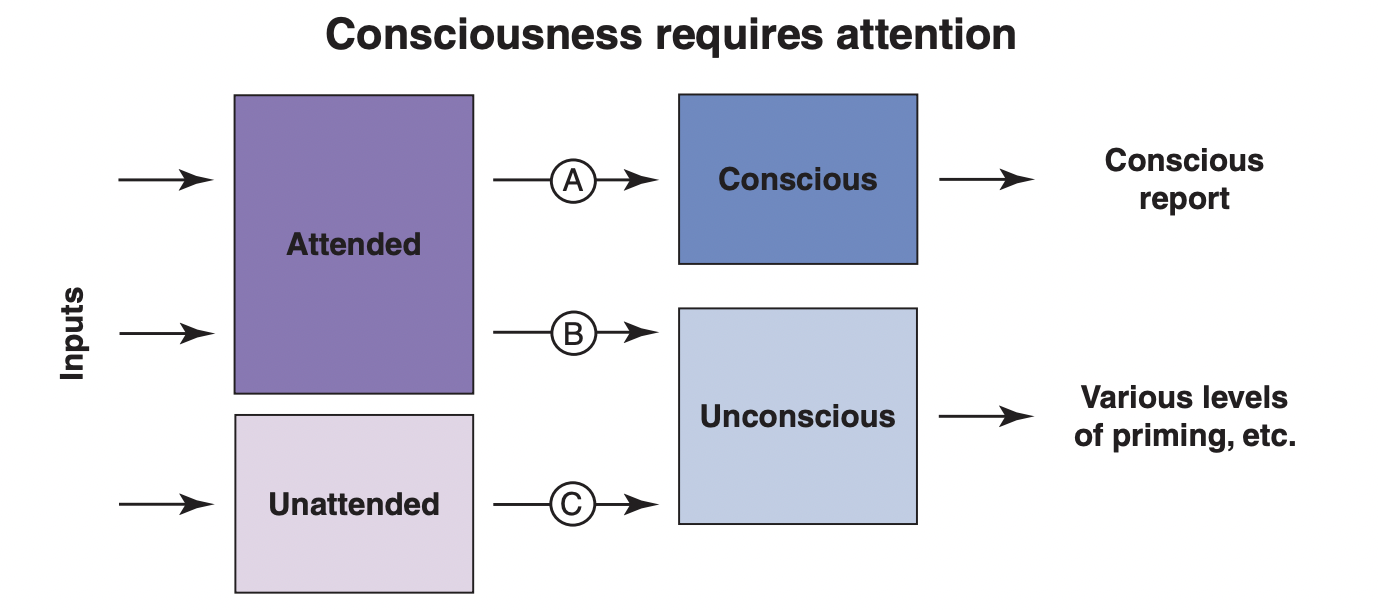 Consciousness requires attention
Inputs
Attended
Unattended
A
B
C
Conscious
Unconscious
Conscious
report
Various levels
of priming, etc.